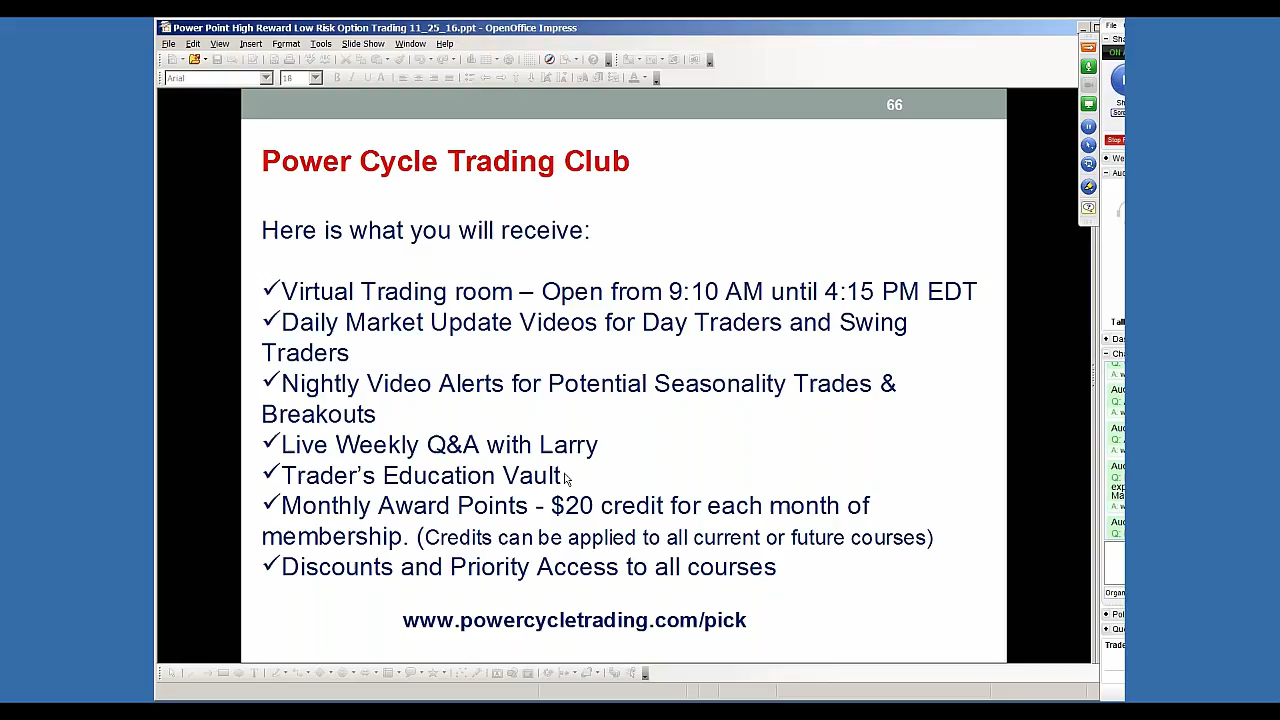 Power Point High Reward Low Risk Option Trading 11_25_16.ppt - OpenOffice Impress
File Edit View Insert Format Tools Slide Show Window Help
File
Arial 18
66
Power Cycle Trading Club
Here is what you will receive:
✓Virtual Trading room – Open from 9:10 AM until 4:15 PM EDT
✓Daily Market Update Videos for Day Traders and Swing
Traders
✓Nightly Video Alerts for Potential Seasonality Trades &
Breakouts
✓Live Weekly Q&A with Larry
✓Trader's Education Vault
✓Monthly Award Points - $20 credit for each month of
membership. (Credits can be applied to all current or future courses)
✓Discounts and Priority Access to all courses
www.powercycletrading.com/pick